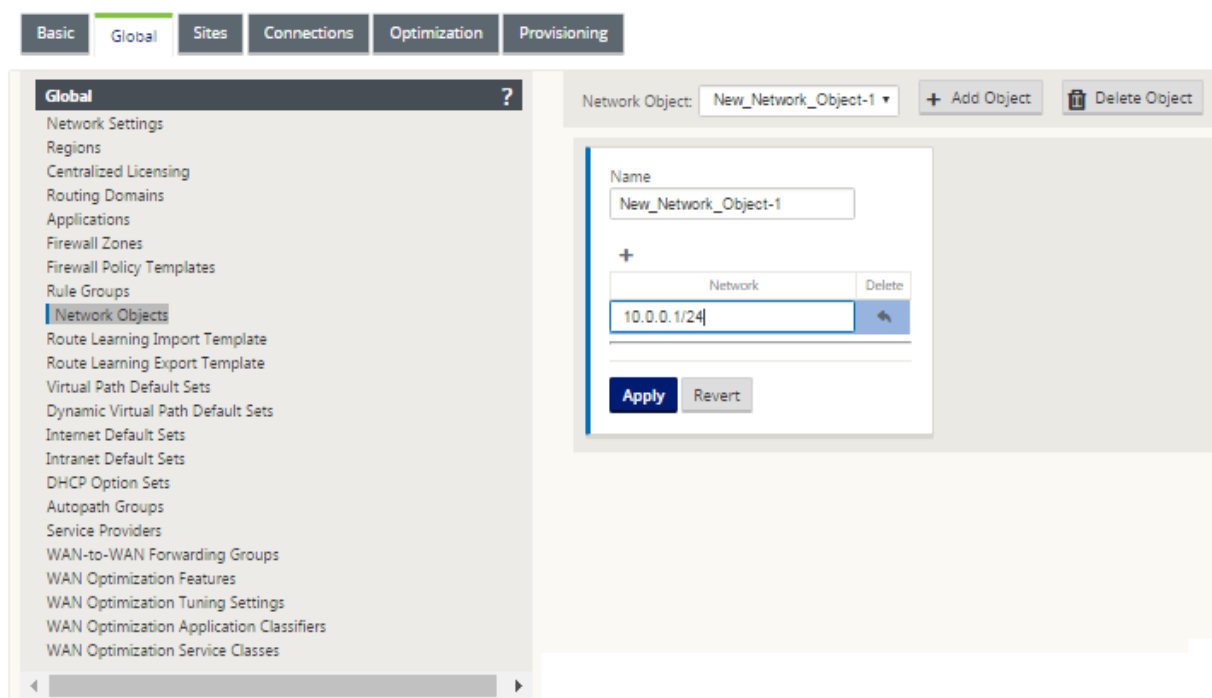 Basic Global Sites Connections Optimization Provisioning
Global ?
Network Settings
Regions
Centralized Licensing
Routing Domains
Applications
Firewall Zones
Firewall Policy Templates
Rule Groups
Network Objects
Route Learning Import Template
Route Learning Export Template
Virtual Path Default Sets
Dynamic Virtual Path Default Sets
Internet Default Sets
Intranet Default Sets
DHCP Option Sets
Autopath Groups
Service Providers
WAN-to-WAN Forwarding Groups
WAN Optimization Features
WAN Optimization Tuning Settings
WAN Optimization Application Classifiers
WAN Optimization Service Classes
Network Object: New_Network_Object-1 + Add Object Delete Object
Name
New_Network_Object-1
+
Network Delete
10.0.0.1/24
Apply Revert